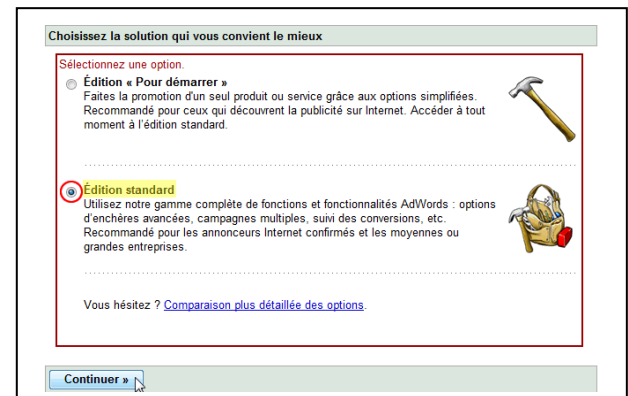 Choisissez la solution qui vous convient le mieux
Sélectionnez une option.
Édition « Pour démarrer »
Faites la promotion d'un seul produit ou service grâce aux options simplifiées.
Recommandé pour ceux qui découvrent la publicité sur Internet. Accéder à tout
moment à l'édition standard.
Édition standard
Utilisez notre gamme complète de fonctions et fonctionnalités AdWords : options
d'enchères avancées, campagnes multiples, suivi des conversions, etc.
Recommandé pour les annonceurs Internet confirmés et les moyennes ou
grandes entreprises.
Vous hésitez ? Comparaison plus détaillée des options.
Continuer »